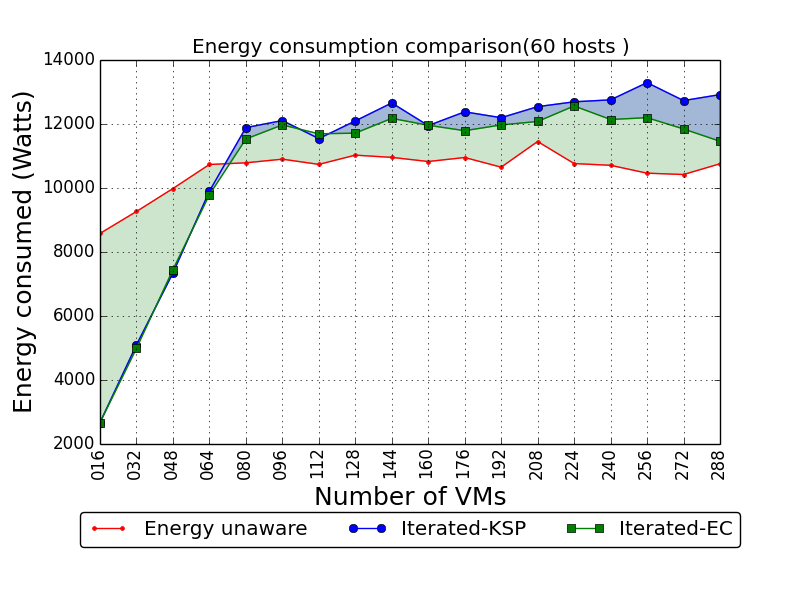 Energy consumption comparison(60 hosts )
14000
12000
10000
8000
6000
4000
2000
Energy consumed (Watts)
016 032 048 064 080 096 112 128 144 160 176 192 208 224 240 256 272 288
Number of VMs
Energy unaware Iterated-KSP Iterated-EC